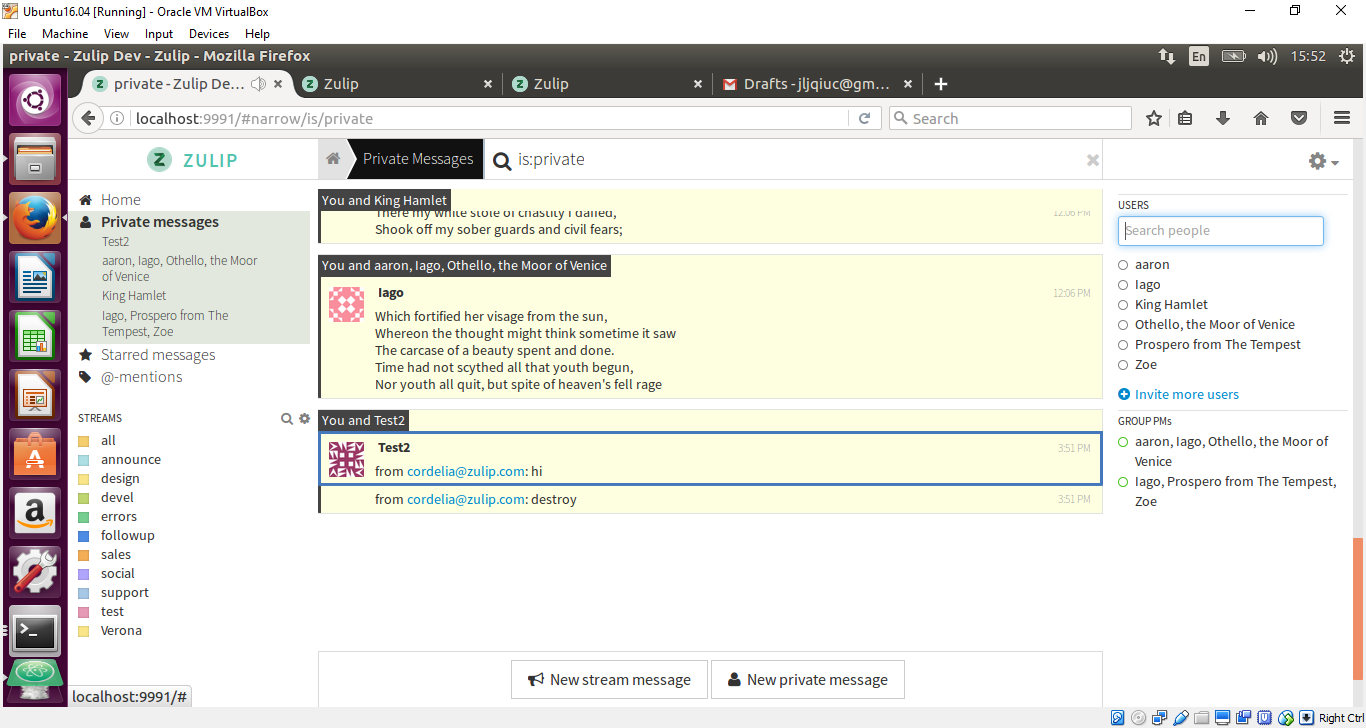 Ubuntu16.04 [Running] - Oracle VM VirtualBox
File Machine View Input Devices Help
private - Zulip Dev - Zulip - Mozilla Firefox
En 15:52
private - Zulip De...
Zulip
Zulip
Drafts - jljqiuc@gm...
localhost:9991/#narrow/is/private
Search
ZULIP
Private Messages
is:private
Home
Private messages
Test2
aaron, Iago, Othello, the Moor
of Venice
King Hamlet
Iago, Prospero from The
Tempest, Zoe
Starred messages
@-mentions
STREAMS
all
announce
design
devel
errors
followup
sales
social
support
test
Verona
localhost:9991/#
You and King Hamlet
There my white stole of chastity I daffed,
12:06 PM
Shook off my sober guards and civil fears;
You and aaron, Iago, Othello, the Moor of Venice
Iago
12:06 PM
Which fortified her visage from the sun,
Whereon the thought might think sometime it saw
The carcase of a beauty spent and done.
Time had not scythed all that youth begun,
Nor youth all quit, but spite of heaven's fell rage
You and Test2
Test2
3:51 PM
from cordelia@zulip.com: hi
from cordelia@zulip.com: destroy
3:51 PM
New stream message
New private message
USERS
Search people
aaron
Iago
King Hamlet
Othello, the Moor of Venice
Prospero from The Tempest
Zoe
Invite more users
GROUP PMs
aaron, Iago, Othello, the Moor of
Venice
Iago, Prospero from The Tempest,
Zoe
Right Ctrl